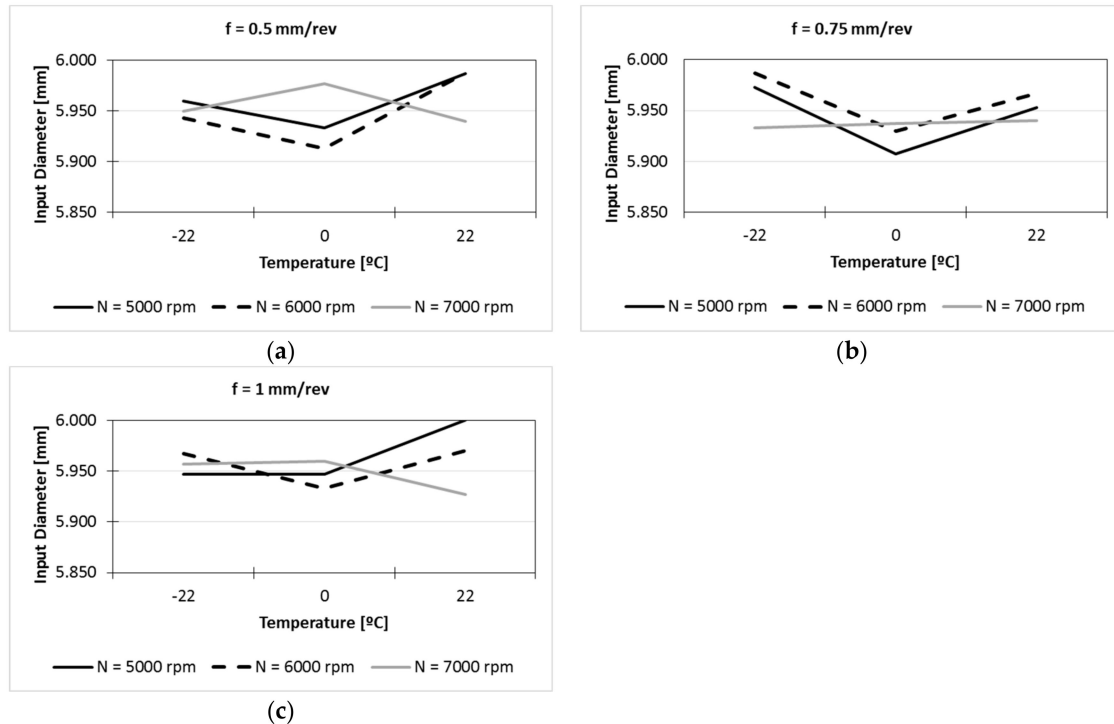 f = 0.5 mm/rev
Input Diameter [mm]
6.000
5.950
5.900
5.850
-22 0 22
Temperature [ºC]
N = 5000 rpm N = 6000 rpm N = 7000 rpm
(a)
f = 0.75 mm/rev
Input Diameter [mm]
6.000
5.950
5.900
5.850
-22 0 22
Temperature [ºC]
N = 5000 rpm N = 6000 rpm N = 7000 rpm
(b)
f = 1 mm/rev
Input Diameter [mm]
6.000
5.950
5.900
5.850
-22 0 22
Temperature [ºC]
N = 5000 rpm N = 6000 rpm N = 7000 rpm
(c)